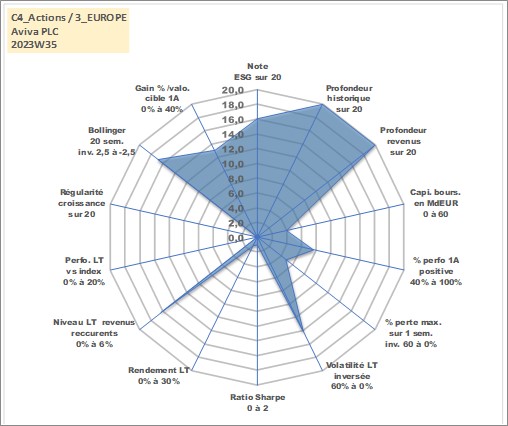 C4_Actions / 3_EUROPE
Aviva PLC
2023W35
Note
ESG sur 20
Profondeur
historique
sur 20
Profondeur
revenus
sur 20
Capi. bours.
en MdEUR
0 à 60
% perfo 1A
positive
40% à 100%
% perte max.
sur 1 sem.
inv. 60 à 0%
Volatilité LT
inversée
60% à 0%
Ratio Sharpe
0 à 2
Rendement LT
0% à 30%
Niveau LT revenus
reccurents
0% à 6%
Perfo. LT
vs index
0% à 20%
Régularité
croissance
sur 20
Bollinger
20 sem.
inv. 2,5 à -2,5
Gain % /valo.
cible 1A
0% à 40%
20,0
18,0
16,0
14,0
12,0
10,0
8,0
6,0
4,0
2,0
0,0